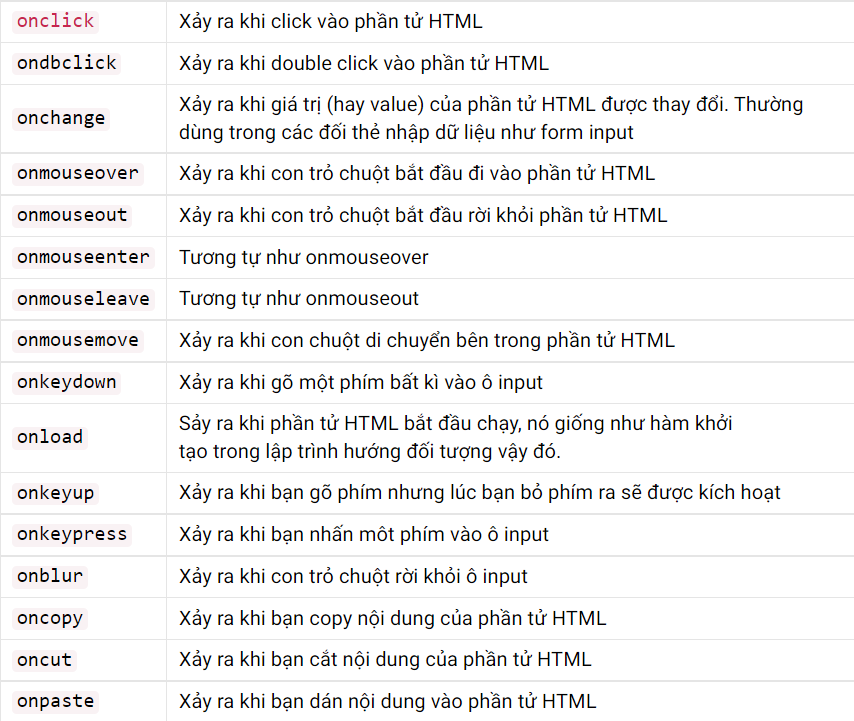 onclick Xảy ra khi click vào phần tử HTML
ondbclick Xảy ra khi double click vào phần tử HTML
onchange Xảy ra khi giá trị (hay value) của phần tử HTML được thay đổi. Thường
dùng trong các đối thẻ nhập dữ liệu như form input
onmouseover Xảy ra khi con trỏ chuột bắt đầu đi vào phần tử HTML
onmouseout Xảy ra khi con trỏ chuột bắt đầu rời khỏi phần tử HTML
onmouseenter Tương tự như onmouseover
onmouseleave Tương tự như onmouseout
onmousemove Xảy ra khi con chuột di chuyển bên trong phần tử HTML
onkeydown Xảy ra khi gõ một phím bất kì vào ô input
onload Sảy ra khi phần tử HTML bắt đầu chạy, nó giống như hàm khởi
tạo trong lập trình hướng đối tượng vậy đó.
onkeyup Xảy ra khi bạn gõ phím nhưng lúc bạn bỏ phím ra sẽ được kích hoạt
onkeypress Xảy ra khi bạn nhấn môt phím vào ô input
onblur Xảy ra khi con trỏ chuột rời khỏi ô input
oncopy Xảy ra khi bạn copy nội dung của phần tử HTML
oncut Xảy ra khi bạn cắt nội dung của phần tử HTML
onpaste Xảy ra khi bạn dán nội dung vào phần tử HTML